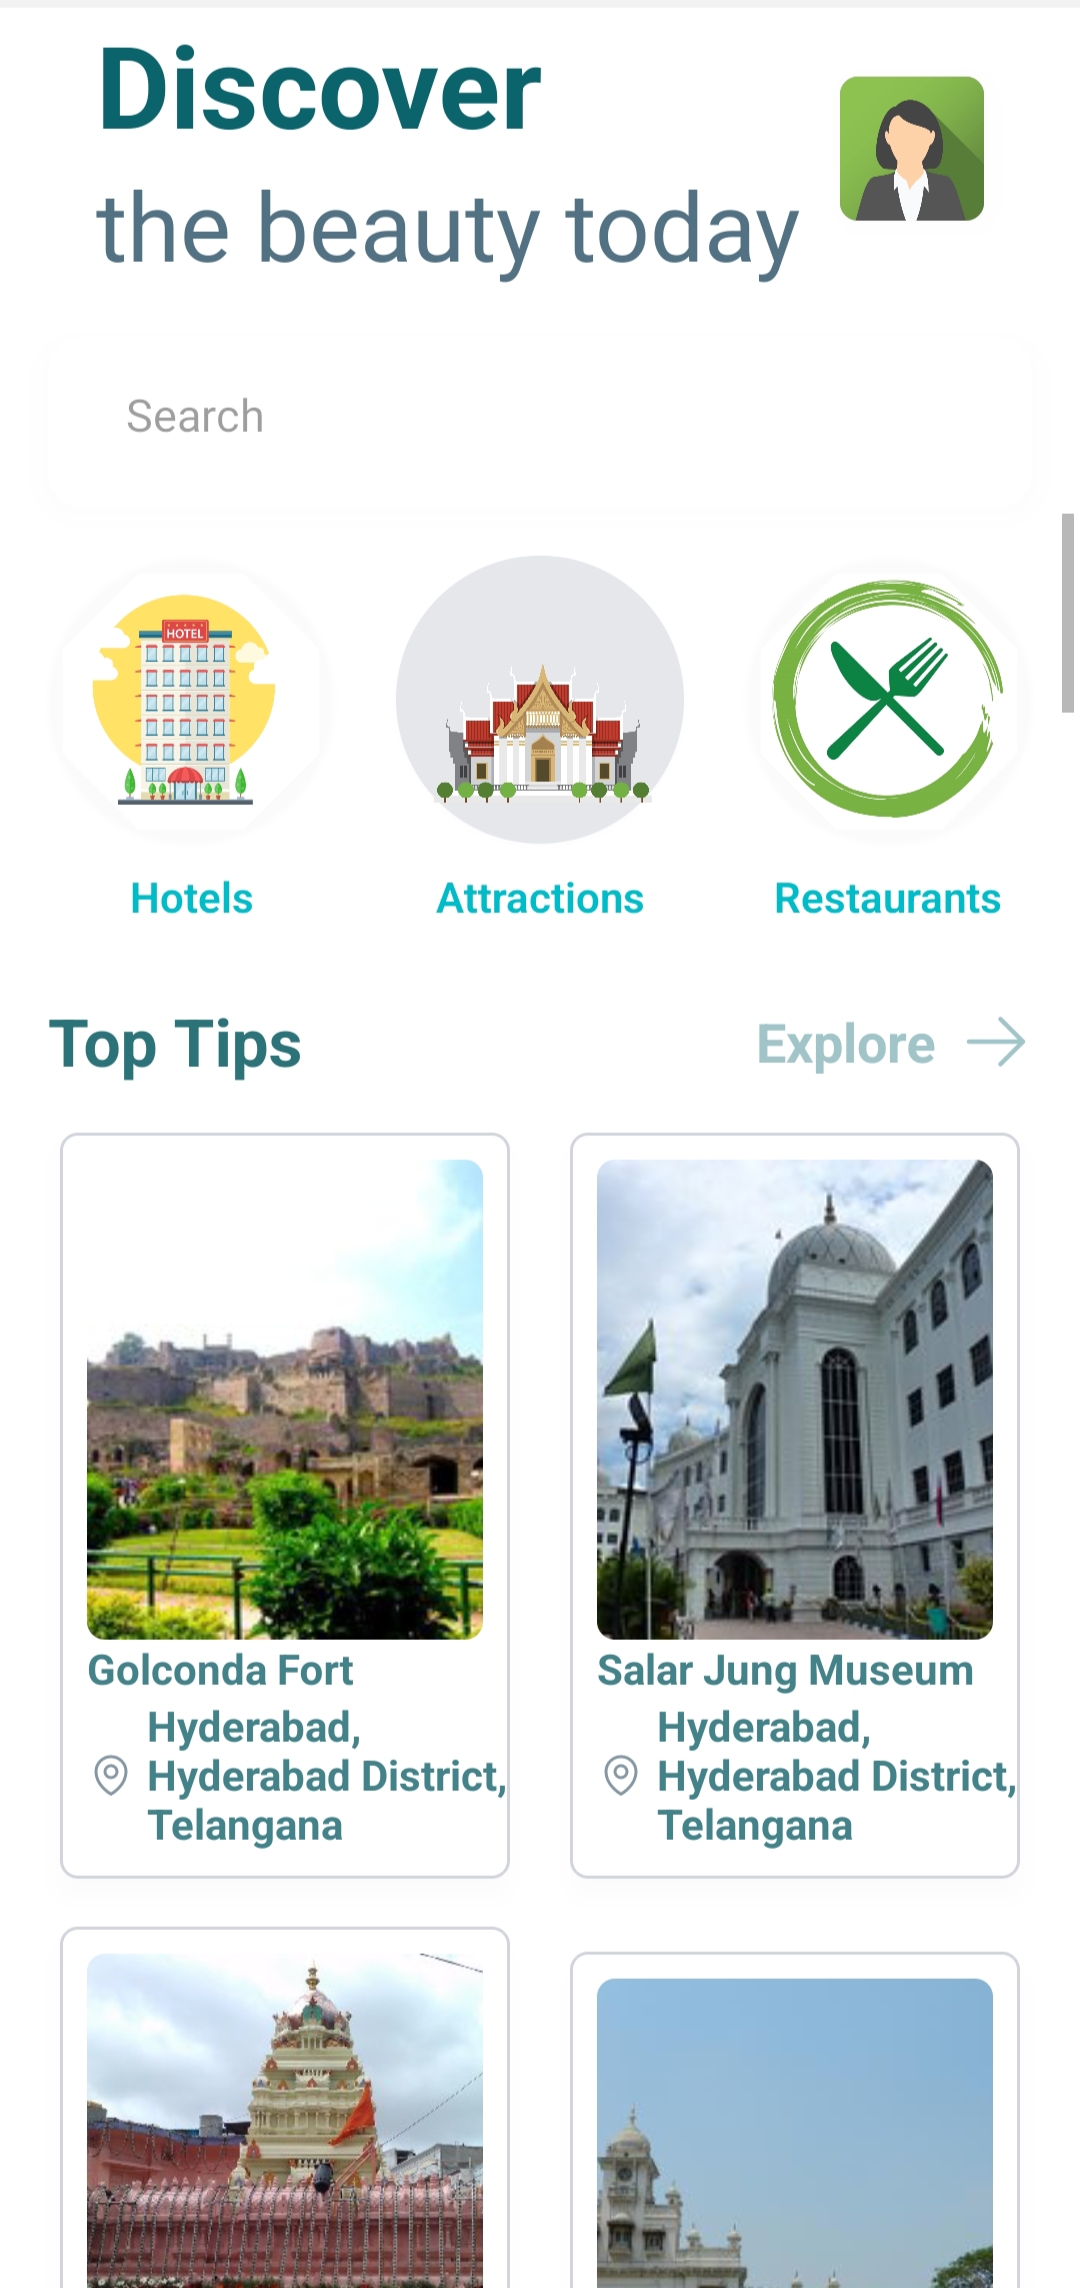 Discover
the beauty today
Search
HOTEL
Hotels
Attractions
Restaurants
Top Tips
Explore
Golconda Fort
Hyderabad,
Hyderabad District,
Telangana
Salar Jung Museum
Hyderabad,
Hyderabad District,
Telangana